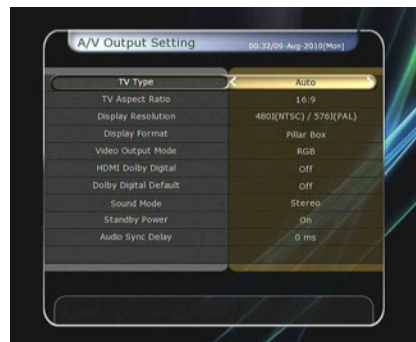 A/V Output Setting
00:32/09-Aug-2010[Mon]
TV Type Auto
TV Aspect Ratio 16:9
Display Resolution 480I(NTSC) / 576I(PAL)
Display Format Pillar Box
Video Output Mode RGB
HDMI Dolby Digital Off
Dolby Digital Default Off
Sound Mode Stereo
Standby Power On
Audio Sync Delay 0 ms